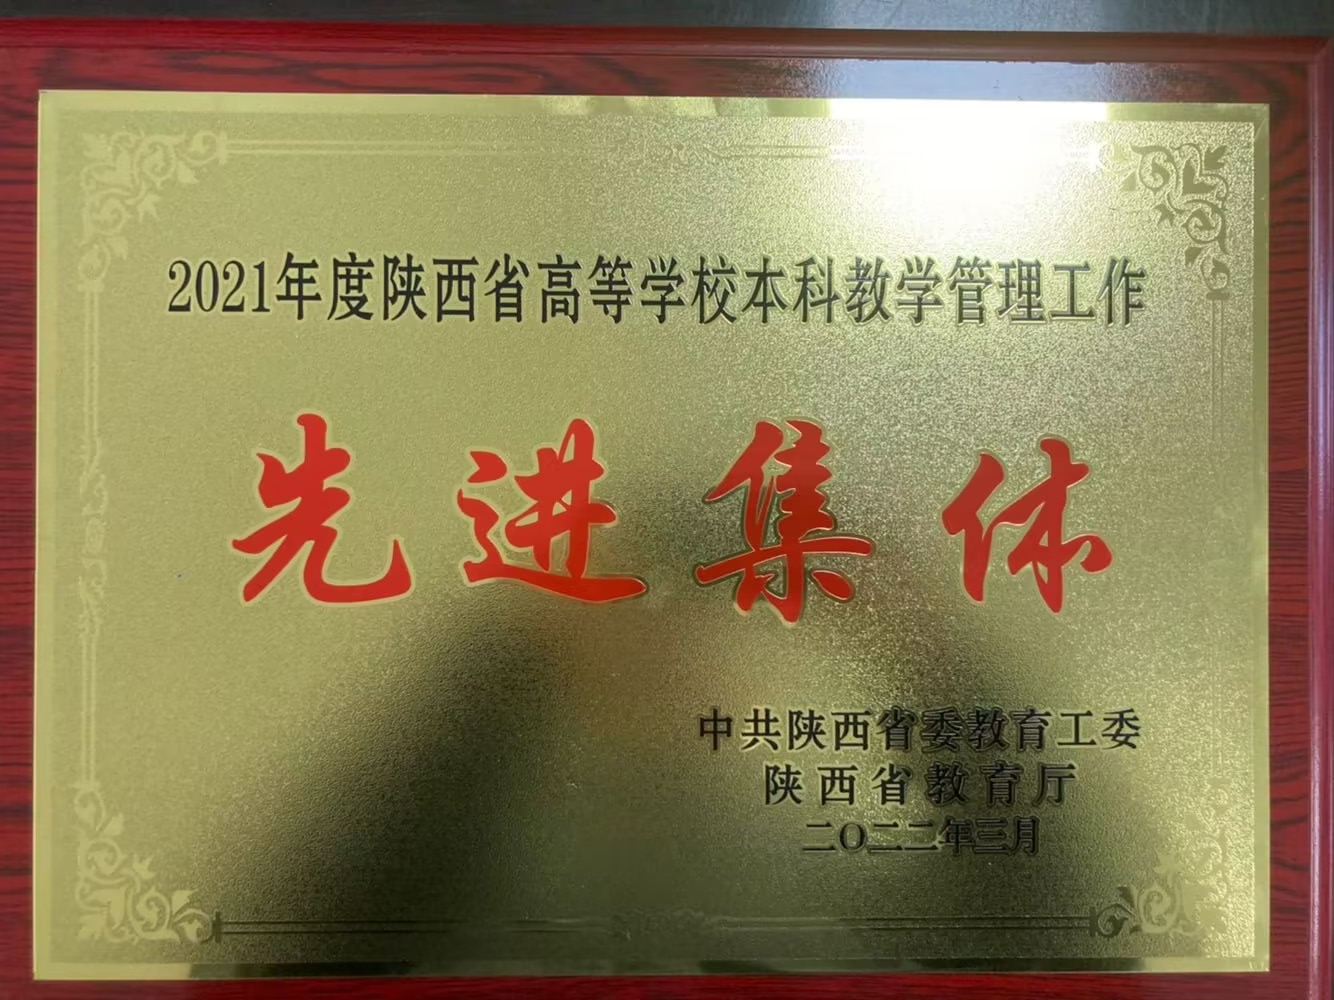 2021年度陕西省高等学校本科教学管理工作
先进集体
中共陕西省委教育工委
陕西省教育厅
二〇二二年三月